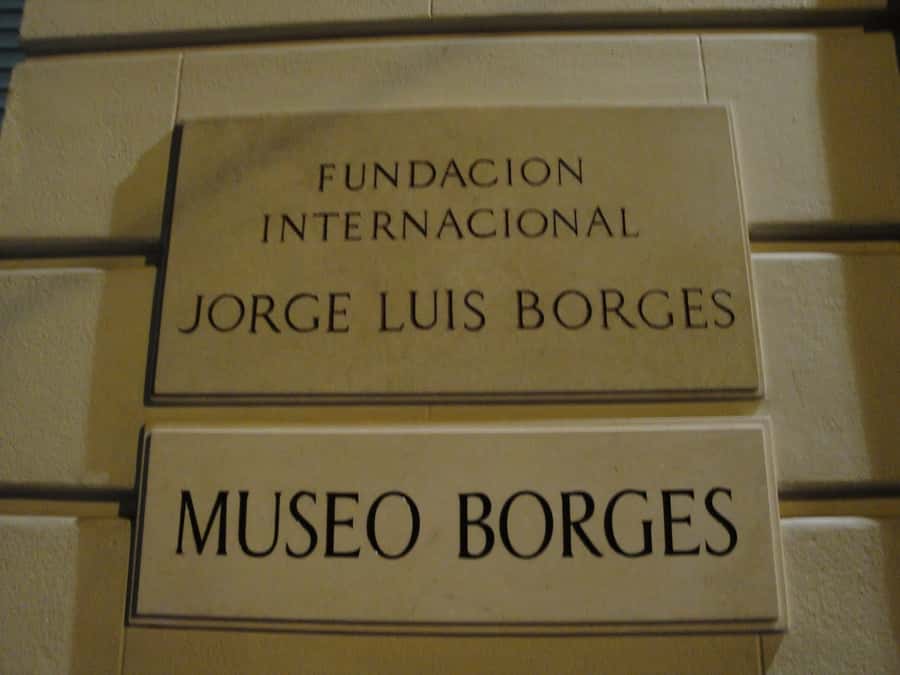 FUNDACION
INTERNACIONAL
JORGE LUIS BORGES
MUSEO BORGES